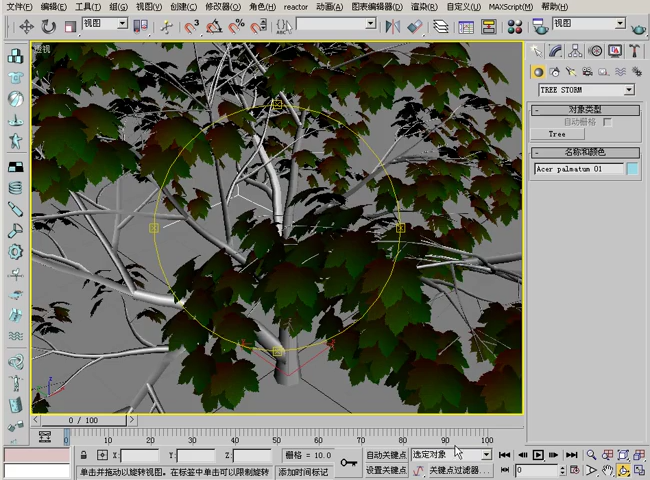 文件(F) 编辑(E) 工具(T) 组(G) 视图(V) 创建(C) 修改器(O) 角色(H) reactor 动画(A) 图表编辑器(D) 渲染(R) 自定义(U) MAXScript(M) 帮助(H)
视图 3 % ABC 视图
透视
TREE STORM
- 对象类型
自动栅格
Tree
- 名称和颜色
Acer palmatum 01
0 / 100
0 10 20 30 40 50 60 70 80 90 100
X: Y: Z: 栅格 = 10.0 自动关键点 选定对象
单击并拖动以旋转视图。在标签中单击可以限制旋转 添加时间标记 设置关键点 关键点过滤器... 0